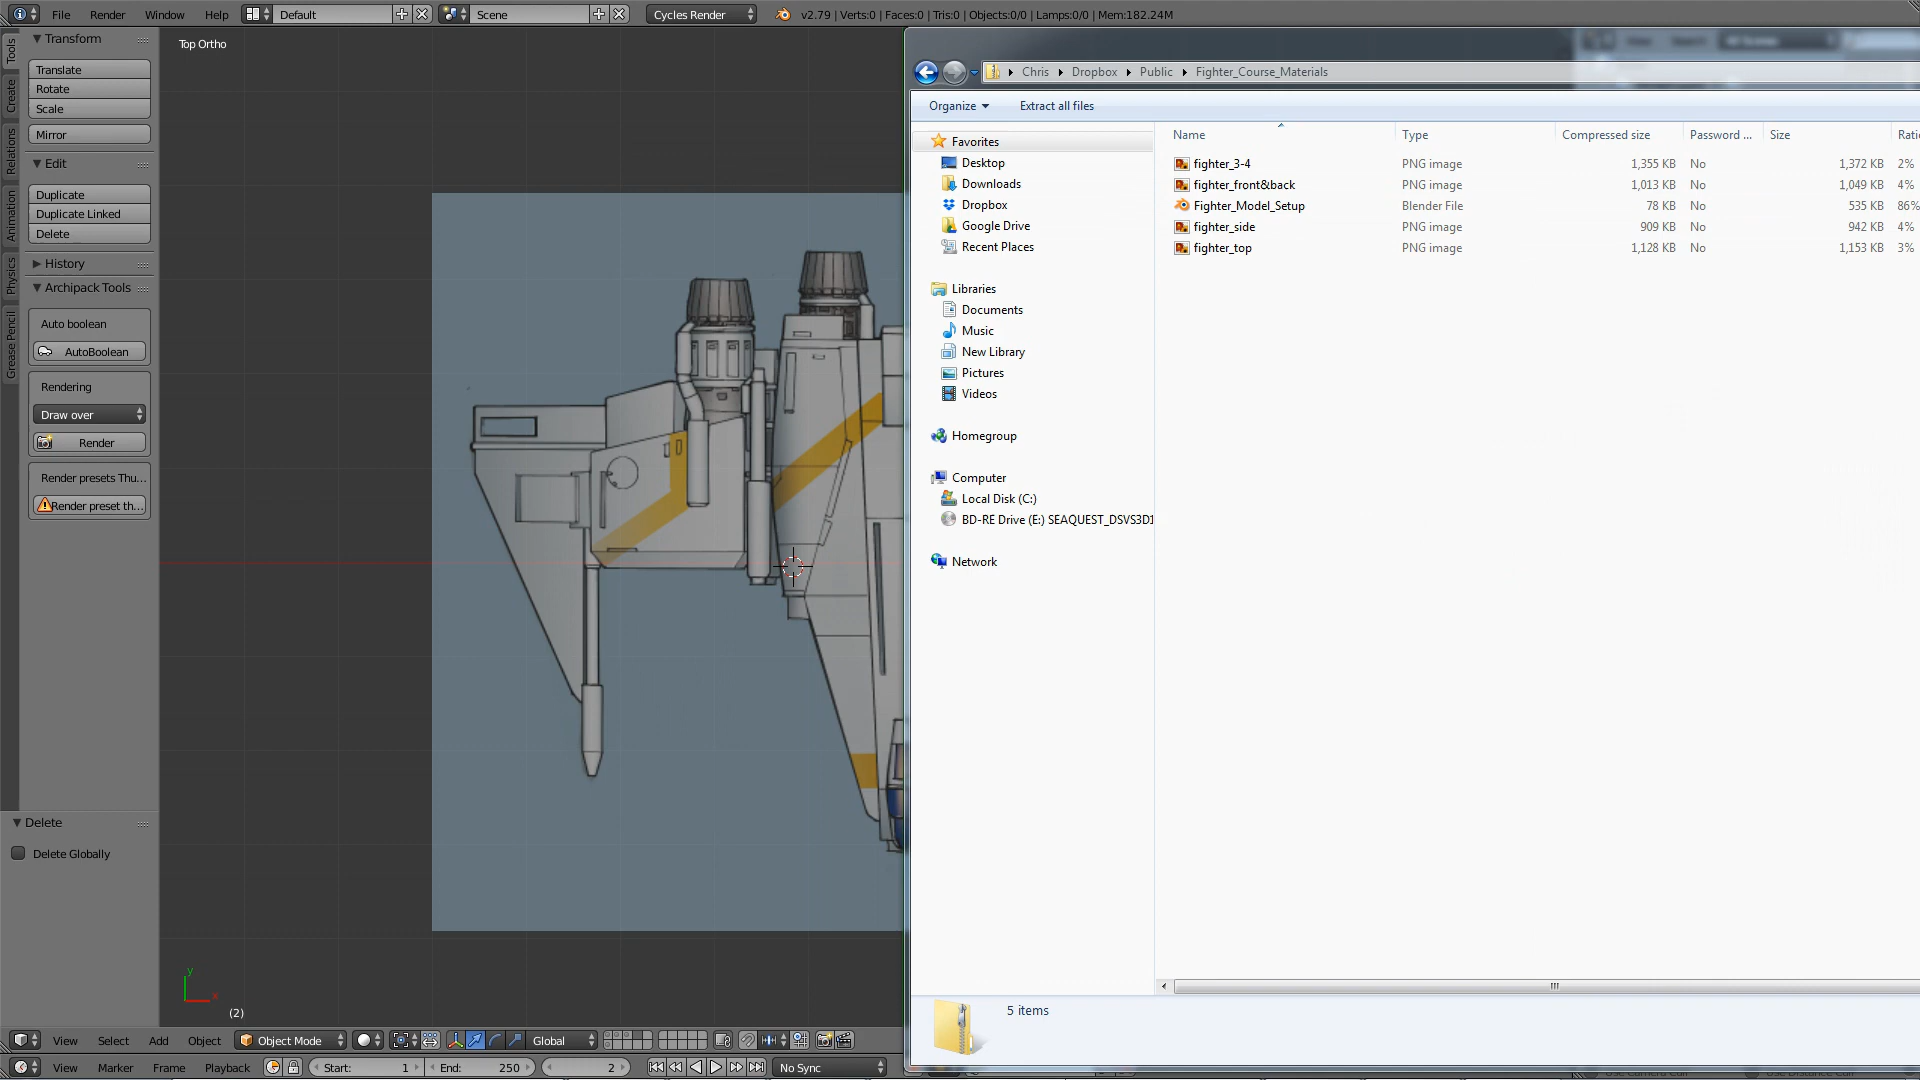 File Render Window Help Default Scene Cycles Render v2.79 | Verts:0 | Faces:0 | Tris:0 | Objects:0/0 | Lamps:0/0 | Mem:182.24M
Tools
Create
Relations
Animation
Physics
Grease Pencil
Transform
Translate
Rotate
Scale
Mirror
Edit
Duplicate
Duplicate Linked
Delete
History
Archipack Tools
Auto boolean
AutoBoolean
Rendering
Draw over
Render
Render presets Thu...
Render preset th...
Delete
Delete Globally
Top Ortho
y
x
(2)
View Select Add Object Object Mode Global
View Marker Frame Playback Start: 1 End: 250 2 No Sync
Chris Dropbox Public Fighter_Course_Materials
Organize Extract all files
Favorites
Desktop
Downloads
Dropbox
Google Drive
Recent Places
Libraries
Documents
Music
New Library
Pictures
Videos
Homegroup
Computer
Local Disk (C:)
BD-RE Drive (E:) SEAQUEST_DSVS3D1
Network
Name Type Compressed size Password ... Size Ratio
fighter_3-4 PNG image 1,355 KB No 1,372 KB 2%
fighter_front&back PNG image 1,013 KB No 1,049 KB 4%
Fighter_Model_Setup Blender File 78 KB No 535 KB 86%
fighter_side PNG image 909 KB No 942 KB 4%
fighter_top PNG image 1,128 KB No 1,153 KB 3%
5 items